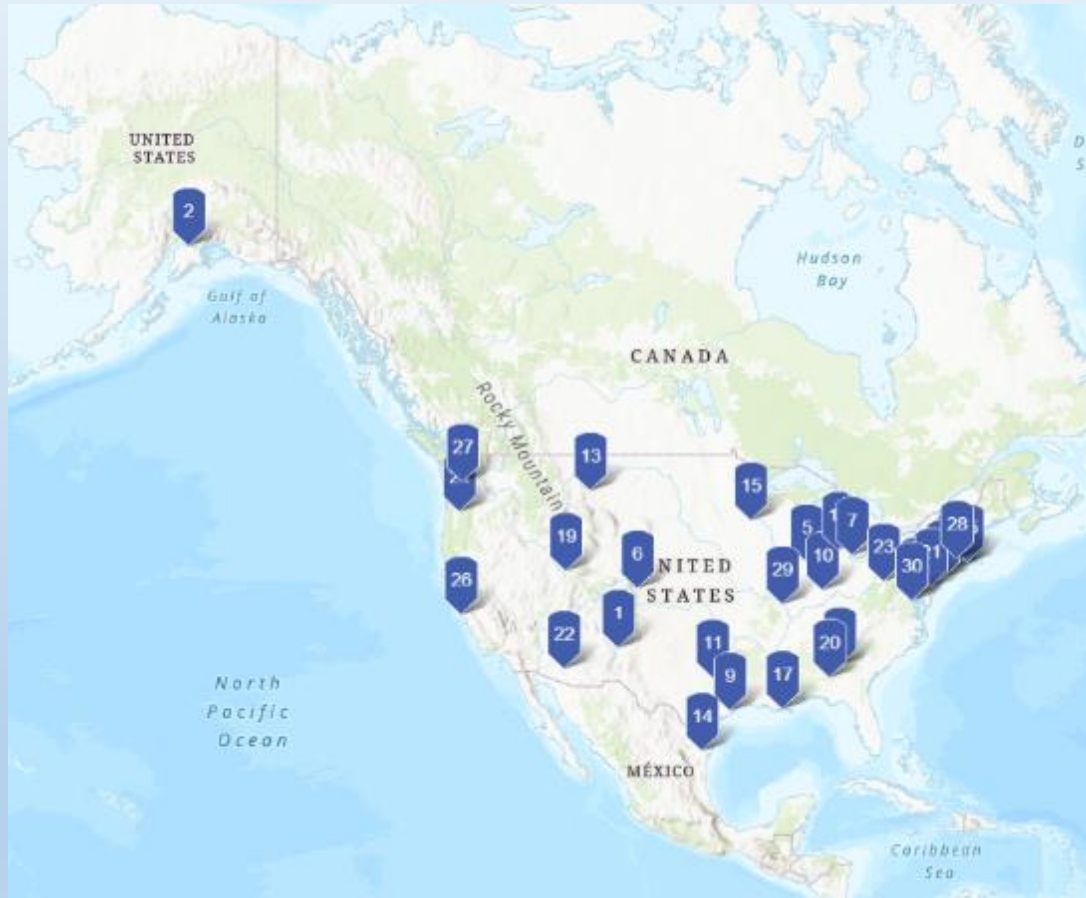 UNITED
STATES
2
Hudson
Bay
Gulf of
Alaska
CANADA
Rocky Mountain
27
13
15
5
7
28
19
6
10
23
30
29
NITED
STATES
26
1
22
11
20
9
17
14
North
Pacific
Ocean
MÉXICO
Caribbean
Sea